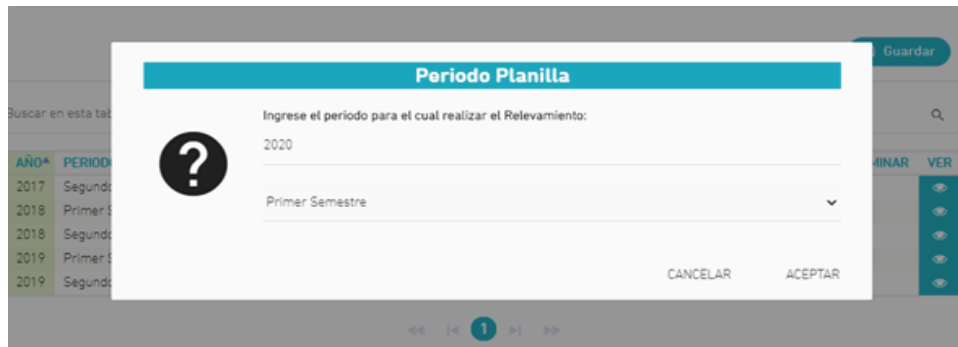 Guardar
Periodo Planilla
Buscar en esta tab
Ingrese el periodo para el cual realizar el Relevamiento:
2020
?
AÑO PERIOD MINAR VER
2017 Segund
Primer Semestre
2018 Primer S
2018 Segund
2019 Primer S
2019 Segund
CANCELAR ACEPTAR
1